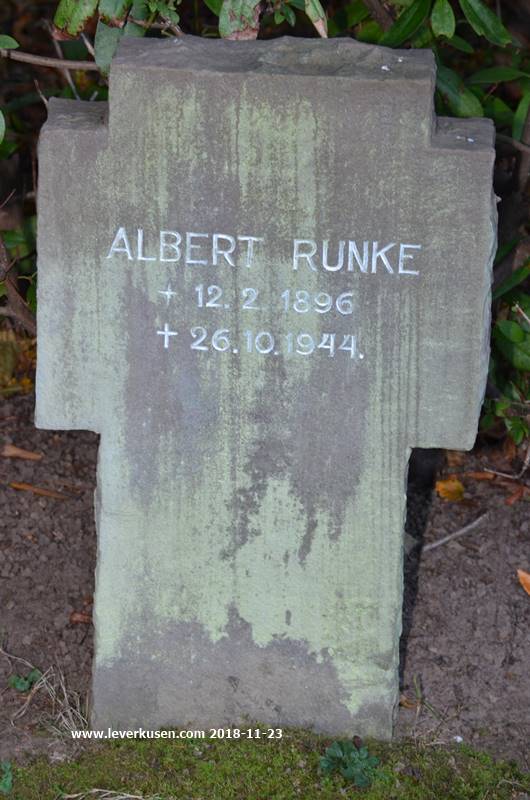 ALBERT RUNKE
+ 12. 2 1896
+ 26.10.1944.
www.leverkusen.com 2018-11-23